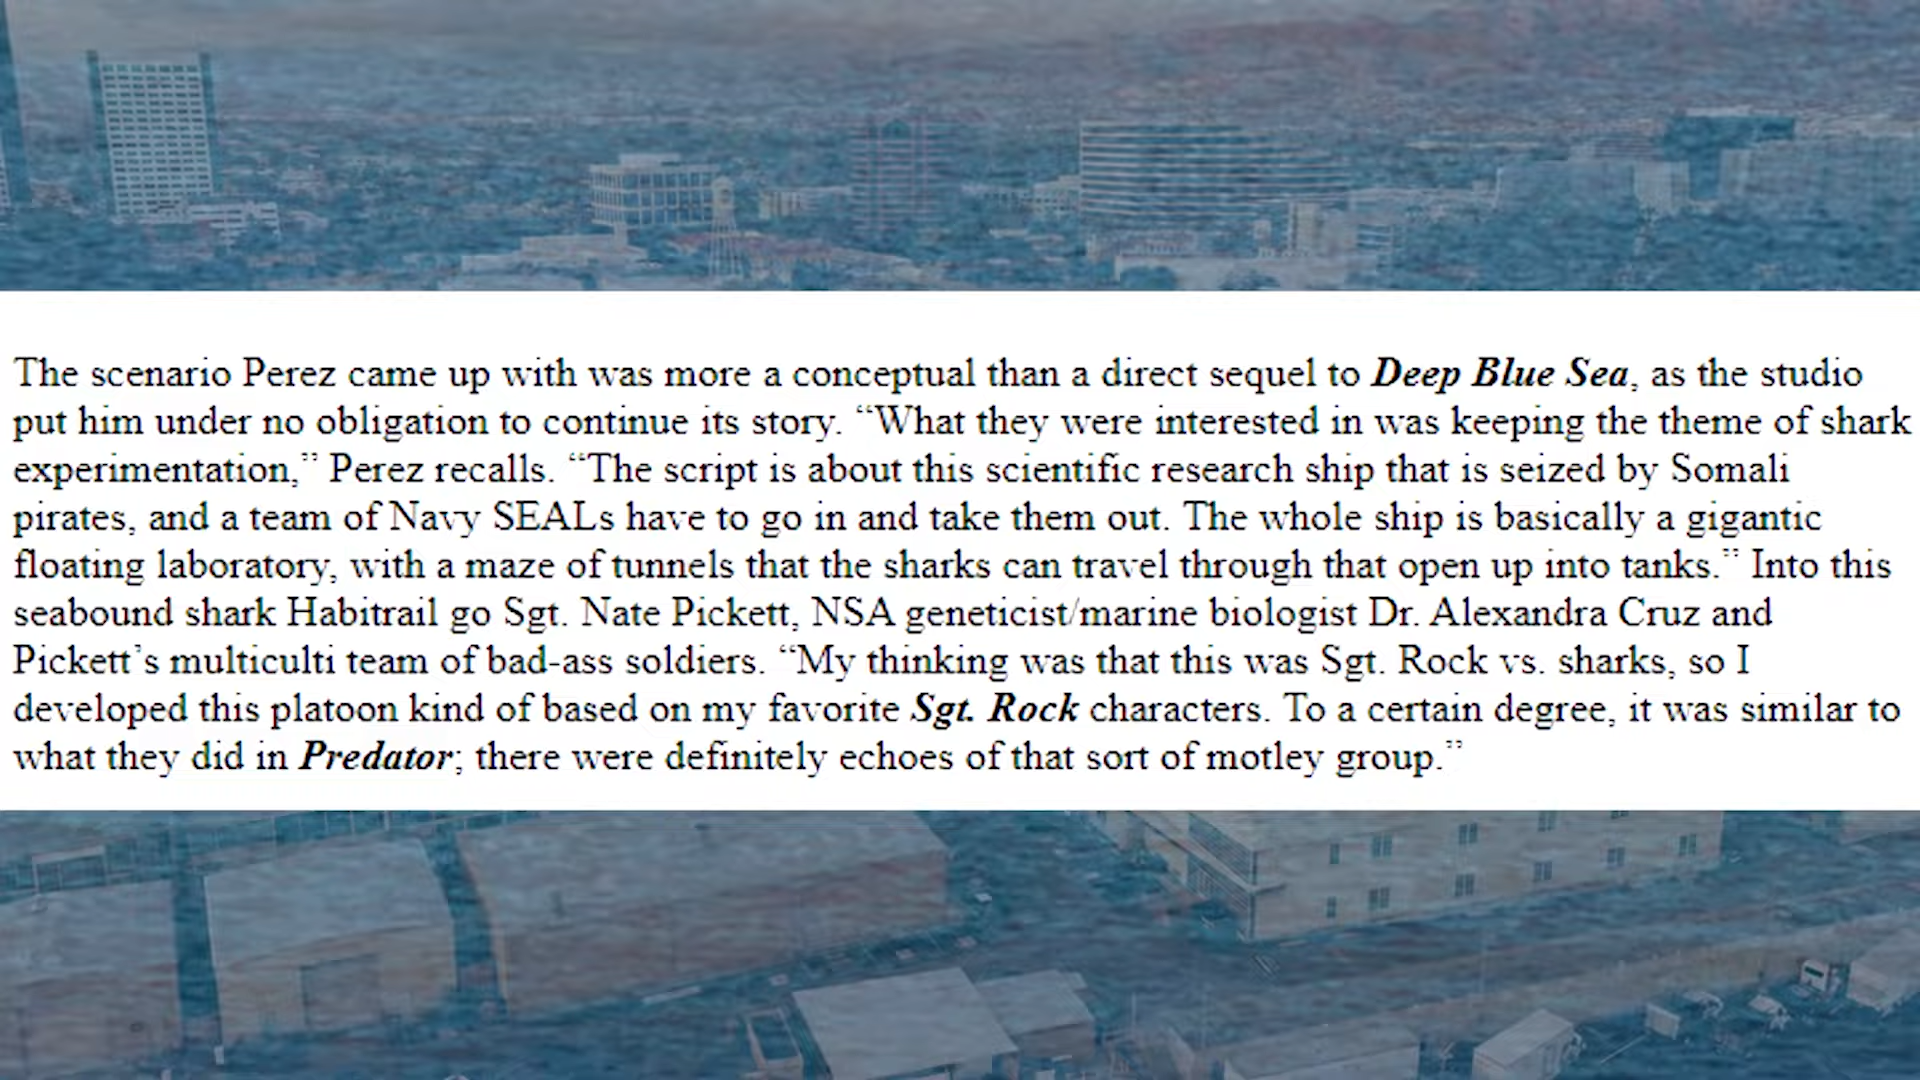 The scenario Perez came up with was more a conceptual than a direct sequel to Deep Blue Sea, as the studio
put him under no obligation to continue its story. “What they were interested in was keeping the theme of shark
experimentation,” Perez recalls. “The script is about this scientific research ship that is seized by Somali
pirates, and a team of Navy SEALs have to go in and take them out. The whole ship is basically a gigantic
floating laboratory, with a maze of tunnels that the sharks can travel through that open up into tanks.” Into this
seabound shark Habitrail go Sgt. Nate Pickett, NSA geneticist/marine biologist Dr. Alexandra Cruz and
Pickett’s multiculti team of bad-ass soldiers. “My thinking was that this was Sgt. Rock vs. sharks, so I
developed this platoon kind of based on my favorite Sgt. Rock characters. To a certain degree, it was similar to
what they did in Predator; there were definitely echoes of that sort of motley group.”